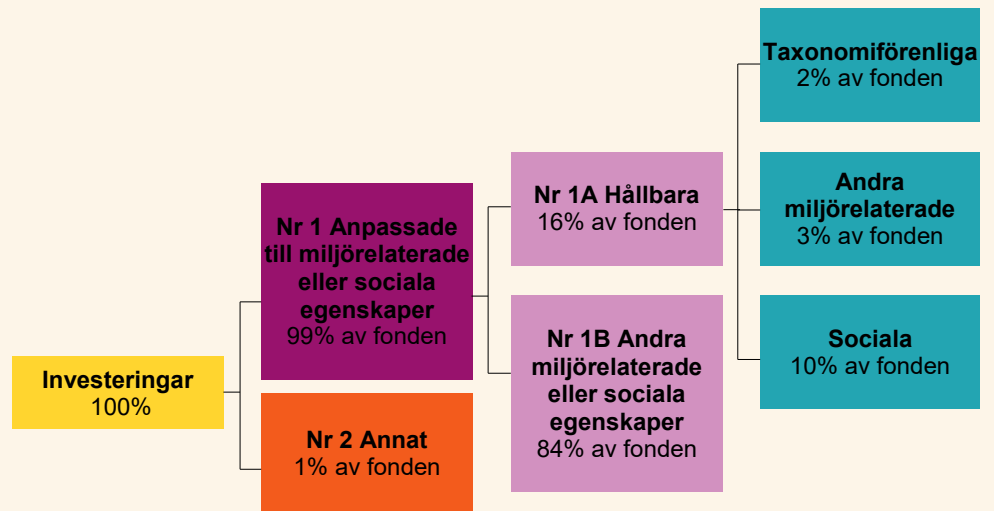 Investeringar
100%
Nr 1 Anpassade
till miljörelaterade
eller sociala
egenskaper
99% av fonden
Nr 2 Annat
1% av fonden
Nr 1A Hållbara
16% av fonden
Nr 1B Andra
miljörelaterade
eller sociala
egenskaper
84% av fonden
Taxonomiförenliga
2% av fonden
Andra
miljörelaterade
3% av fonden
Sociala
10% av fonden